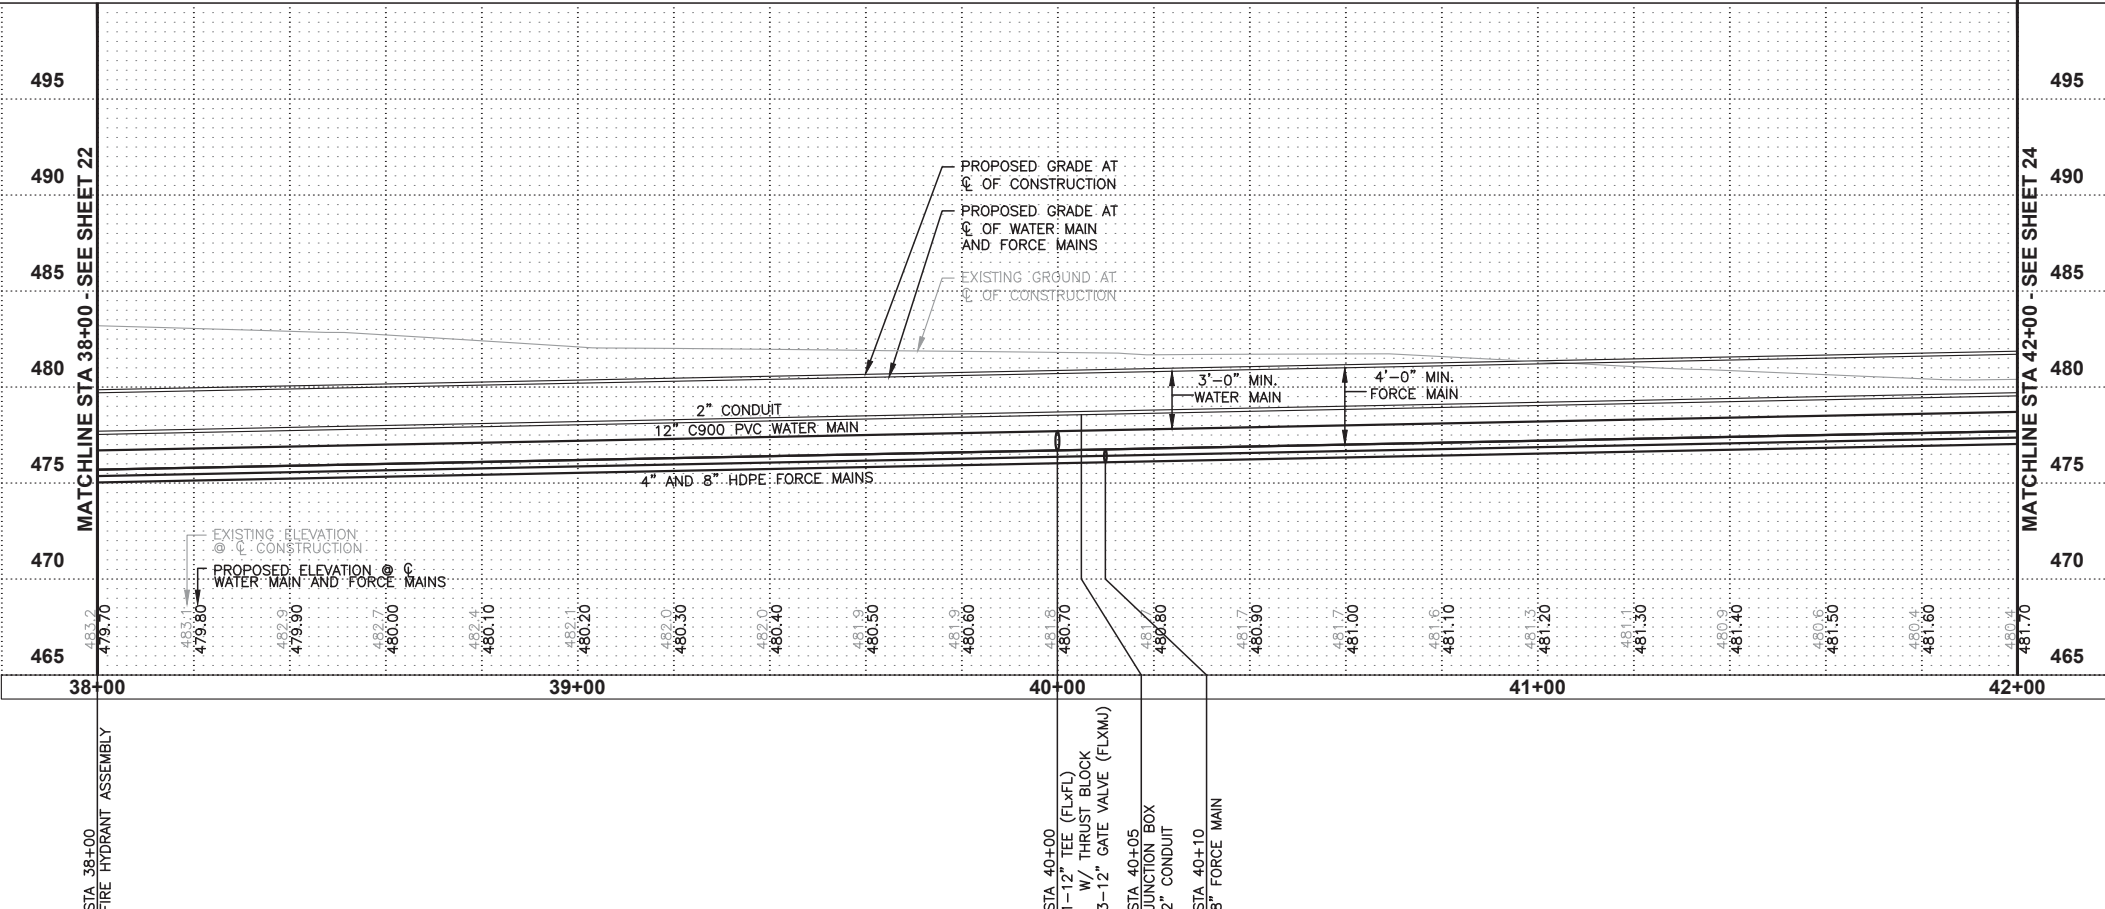 495
490
485
480
475
470
465
MATCHLINE STA 38+00 - SEE SHEET 22
PROPOSED GRADE AT
℄ OF CONSTRUCTION
PROPOSED GRADE AT
℄ OF WATER MAIN
AND FORCE MAINS
EXISTING GROUND AT
℄ OF CONSTRUCTION
3'-0" MIN.
WATER MAIN
4'-0" MIN.
FORCE MAIN
2" CONDUIT
12" C900 PVC WATER MAIN
4" AND 8" HDPE FORCE MAINS
EXISTING ELEVATION
@ ℄ CONSTRUCTION
PROPOSED ELEVATION @ ℄
WATER MAIN AND FORCE MAINS
MATCHLINE STA 42+00 - SEE SHEET 24
495
490
485
480
475
470
465
483.2
479.70
483.1
479.80
482.9
479.90
482.7
480.00
482.4
480.10
482.1
480.20
482.0
480.30
482.0
480.40
481.9
480.50
481.9
480.60
481.8
480.70
481.7
480.80
481.7
480.90
481.7
481.00
481.6
481.10
481.3
481.20
481.1
481.30
480.9
481.40
480.6
481.50
480.4
481.60
480.4
481.70
38+00
39+00
40+00
41+00
42+00
STA 38+00
FIRE HYDRANT ASSEMBLY
STA 40+00
1-12" TEE (FLxFL)
W/ THRUST BLOCK
3-12" GATE VALVE (FLXMJ)
STA 40+05
JUNCTION BOX
2" CONDUIT
STA 40+10
8" FORCE MAIN